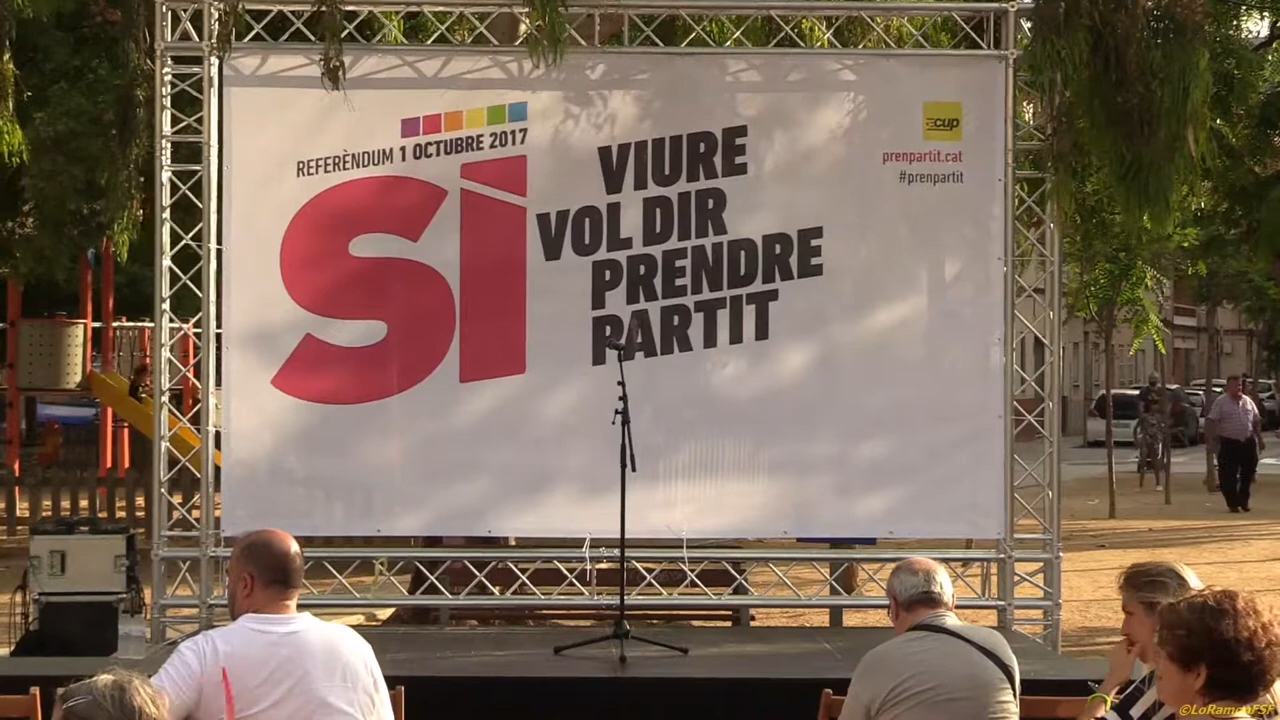 REFERÈNDUM 1 OCTUBRE 2017
SÍ
VIURE
VOL DIR
PRENDRE
PARTIT
cup
prenpartit.cat
#prenpartit
©LoRamonFSF